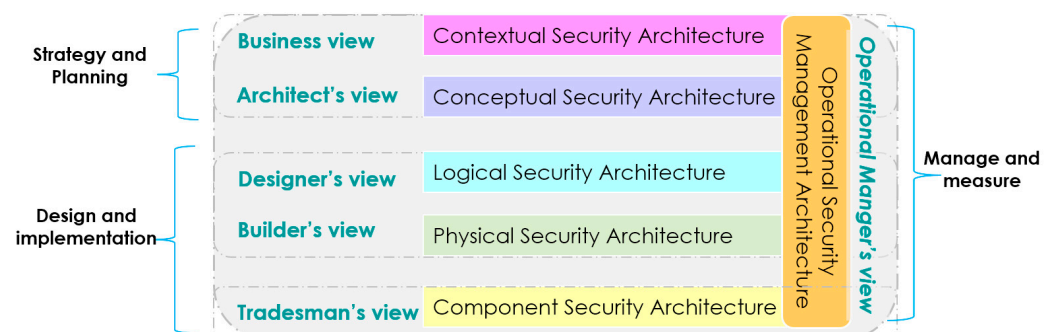 Strategy and
Planning
Business view
Contextual Security Architecture
Architect's view
Conceptual Security Architecture
Design and
implementation
Designer's view
Logical Security Architecture
Builder's view
Physical Security Architecture
Tradesman's view
Component Security Architecture
Operational Security
Management Architecture
Operational Manger's view
Manage and
measure